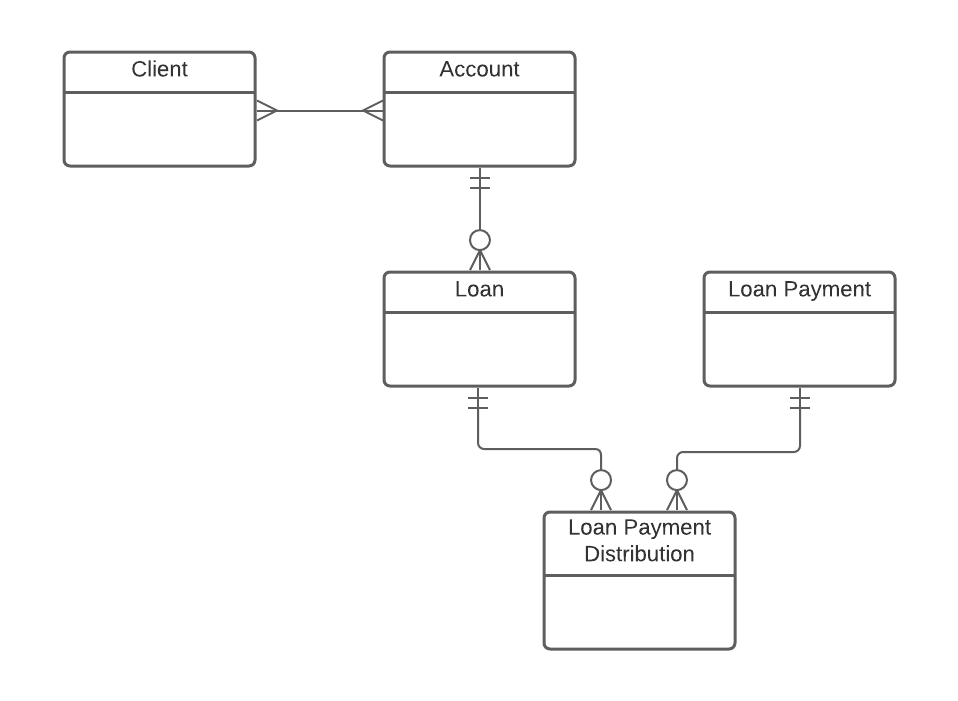 Client
Account
Loan
Loan Payment
Loan Payment
Distribution